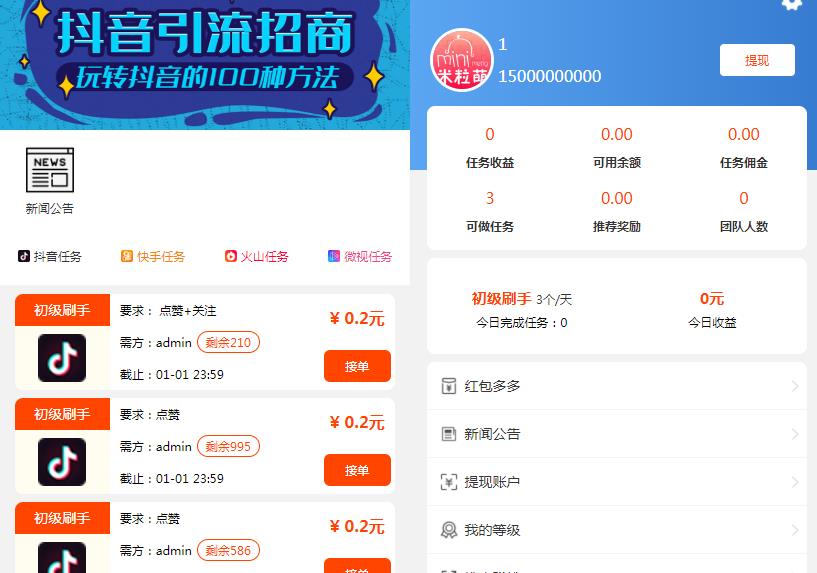 抖音引流招商
玩转抖音的100种方法
NEWS
新闻公告
抖音任务
快手任务
火山任务
微视任务
初级刷手
要求： 点赞+关注
¥ 0.2元
需方：admin 剩余210
接单
截止：01-01 23:59
初级刷手
要求：点赞
¥ 0.2元
需方：admin 剩余995
接单
截止：01-01 23:59
初级刷手
要求：点赞
¥ 0.2元
需方：admin 剩余586
接单
mini meng
米粒萌
1
15000000000
提现
0 0.00 0.00
任务收益 可用余额 任务佣金
3 0.00 0
可做任务 推荐奖励 团队人数
初级刷手 3个/天 0元
今日完成任务：0 今日收益
红包多多
新闻公告
提现账户
我的等级